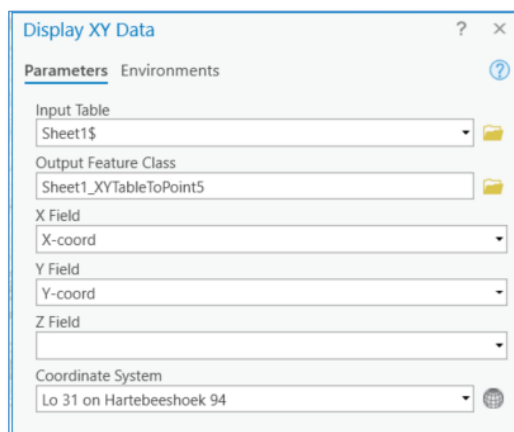 Display XY Data ? ×
Parameters Environments ?
Input Table
Sheet1$
Output Feature Class
Sheet1_XYTableToPoint5
X Field
X-coord
Y Field
Y-coord
Z Field
Coordinate System
Lo 31 on Hartebeeshoek 94